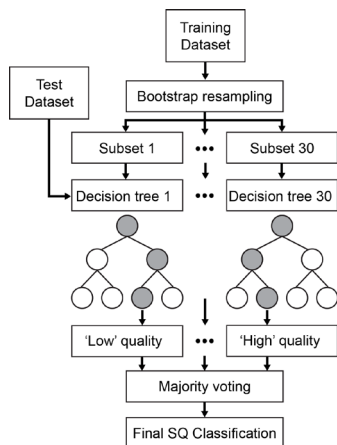 Training
Dataset
Test
Dataset
Bootstrap resampling
Subset 1
Subset 30
Decision tree 1
Decision tree 30
'Low' quality
'High' quality
Majority voting
Final SQ Classification